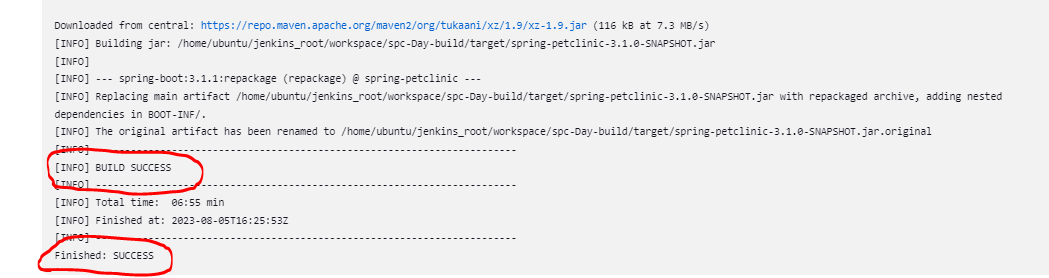 Downloaded from central: https://repo.maven.apache.org/maven2/org/tukaani/xz/1.9/xz-1.9.jar (116 kB at 7.3 MB/s)
[INFO] Building jar: /home/ubuntu/jenkins_root/workspace/spc-Day-build/target/spring-petclinic-3.1.0-SNAPSHOT.jar
[INFO]
[INFO] --- spring-boot:3.1.1:repackage (repackage) @ spring-petclinic ---
[INFO] Replacing main artifact /home/ubuntu/jenkins_root/workspace/spc-Day-build/target/spring-petclinic-3.1.0-SNAPSHOT.jar with repackaged archive, adding nested
dependencies in BOOT-INF/.
[INFO] The original artifact has been renamed to /home/ubuntu/jenkins_root/workspace/spc-Day-build/target/spring-petclinic-3.1.0-SNAPSHOT.jar.original
[INFO] ------------------------------------------------------------------------
[INFO] BUILD SUCCESS
[INFO] ------------------------------------------------------------------------
[INFO] Total time:  06:55 min
[INFO] Finished at: 2023-08-05T16:25:53Z
[INFO] ------------------------------------------------------------------------
Finished: SUCCESS